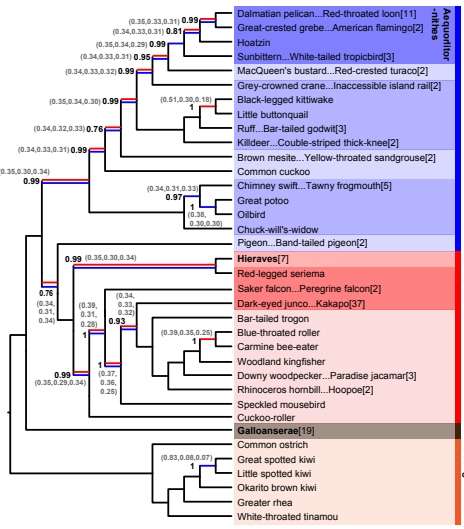 Dalmatian pelican...Red-throated loon[11]
Great-crested grebe...American flamingo[2]
Hoatzin
Sunbittern...White-tailed tropicbird[3]
MacQueen's bustard...Red-crested turaco[2]
Grey-crowned crane...Inaccessible island rail[2]
Black-legged kittiwake
Little buttonquail
Ruff...Bar-tailed godwit[3]
Killdeer...Couble-striped thick-knee[2]
Brown mesite...Yellow-throated sandgrouse[2]
Common cuckoo
Chimney swift...Tawny frogmouth[5]
Great potoo
Oilbird
Chuck-will's-widow
Pigeon...Band-tailed pigeon[2]
Hieraves[7]
Red-legged seriema
Saker falcon...Peregrine falcon[2]
Dark-eyed junco...Kakapo[37]
Bar-tailed trogon
Blue-throated roller
Carmine bee-eater
Woodland kingfisher
Downy woodpecker...Paradise jacamar[3]
Rhinoceros hornbill...Hoopoe[2]
Speckled mousebird
Cuckoo-roller
Galloanserae[19]
Common ostrich
Great spotted kiwi
Little spotted kiwi
Okarito brown kiwi
Greater rhea
White-throated tinamou
Aequorlitor
-nithes
(0.35,0.33,0.31) 0.99
(0.34,0.33,0.31) 0.81
(0.35,0.34,0.29) 0.99
(0.34,0.33,0.31) 0.95
(0.34,0.33,0.32) 0.99
(0.35,0.34,0.30) 0.99
(0.51,0.30,0.18)
1
(0.34,0.32,0.33) 0.76
(0.34,0.33,0.31) 0.99
(0.35,0.30,0.34)
0.99
(0.34,0.31,0.33)
0.97
1
(0.38,
0.30,0.30)
0.76
(0.34,
0.31,
0.34)
0.99 (0.35,0.30,0.34)
(0.39,
0.31,
0.28)
1
(0.34,
0.33,
0.32)
0.93
(0.39,0.35,0.25)
1
1
(0.37,
0.36,
0.25)
0.99
(0.35,0.29,0.34)
(0.83,0.08,0.07)
1